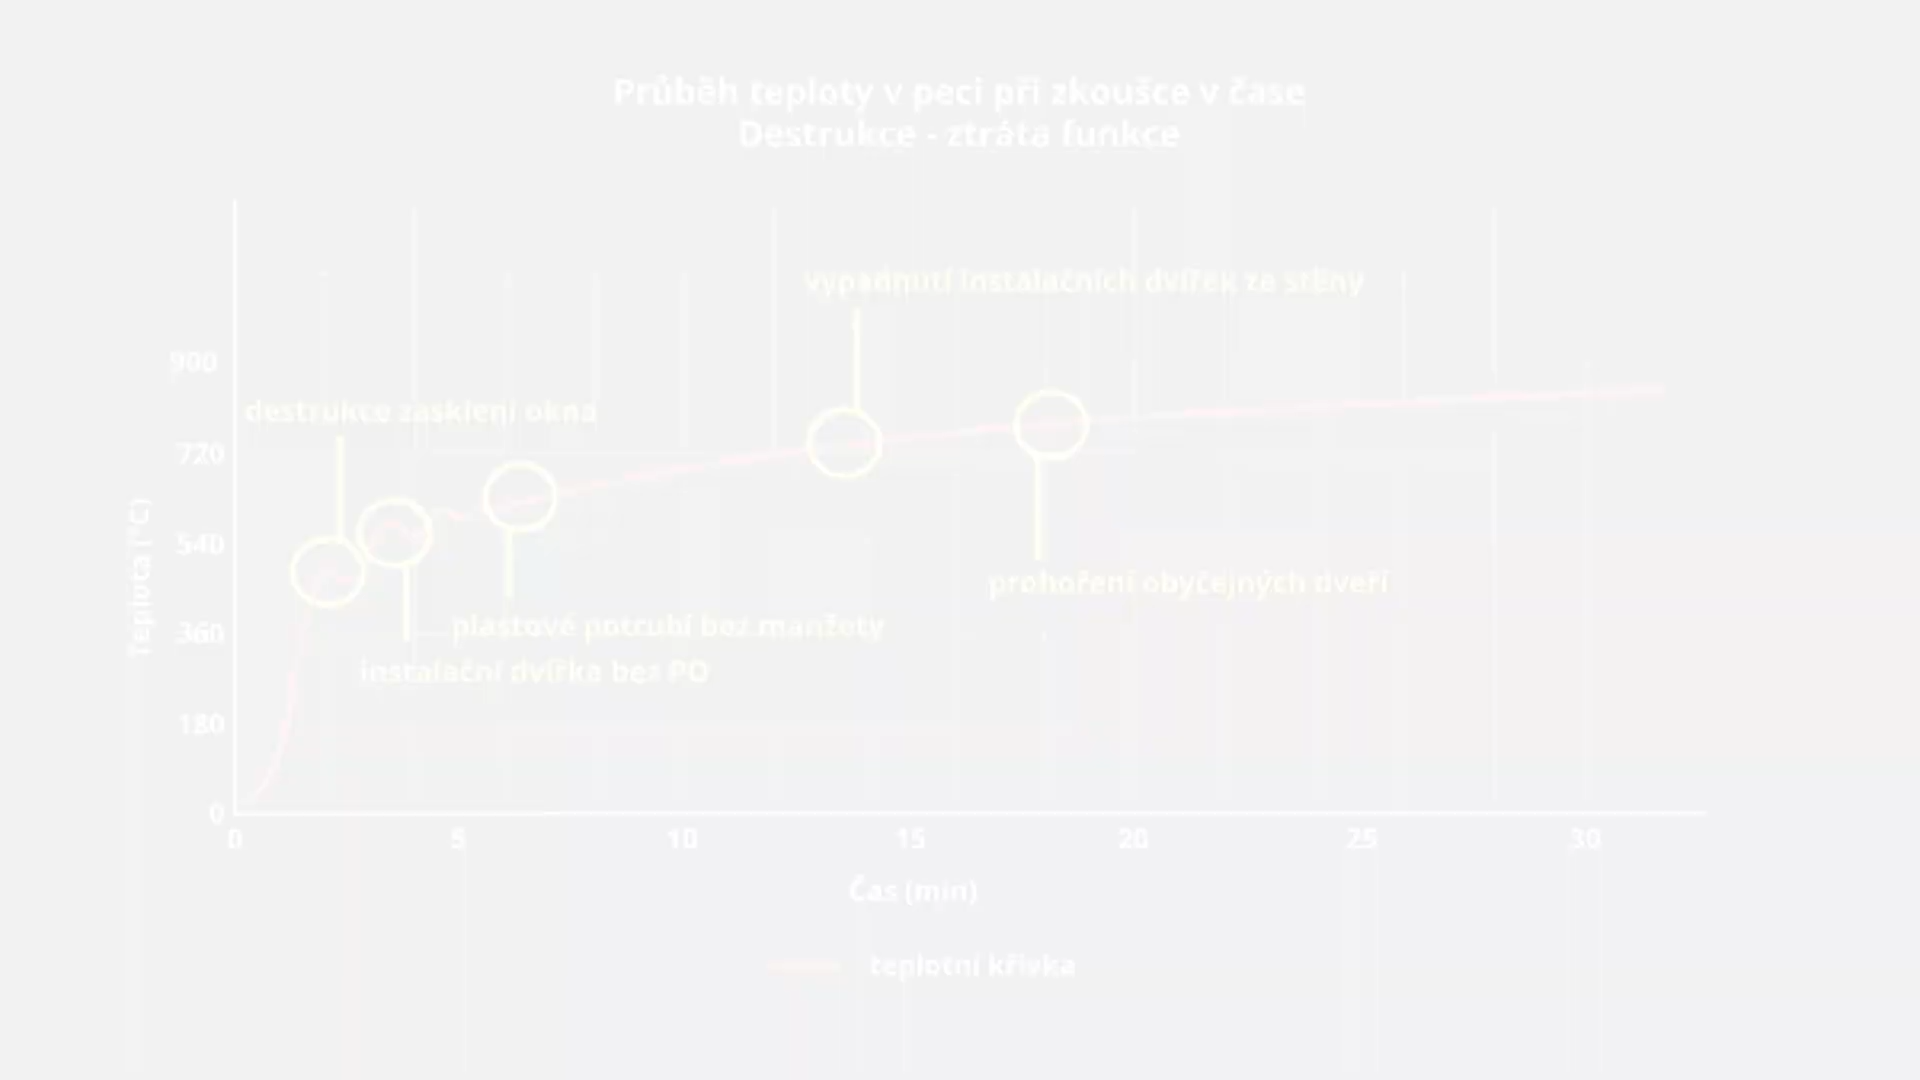 Průběh teploty v peci při zkoušce v čase
Destrukce - ztráta funkce
vypadnutí instalačních dvířek ze stěny
900
destrukce zasklení okna
720
540
prohoření obyčejných dveří
plastové potrubí bez manžety
360
instalační dvířka bez PO
180
0
Teplota (°C)
0 5 10 15 20 25 30
Čas (min)
teplotní křivka